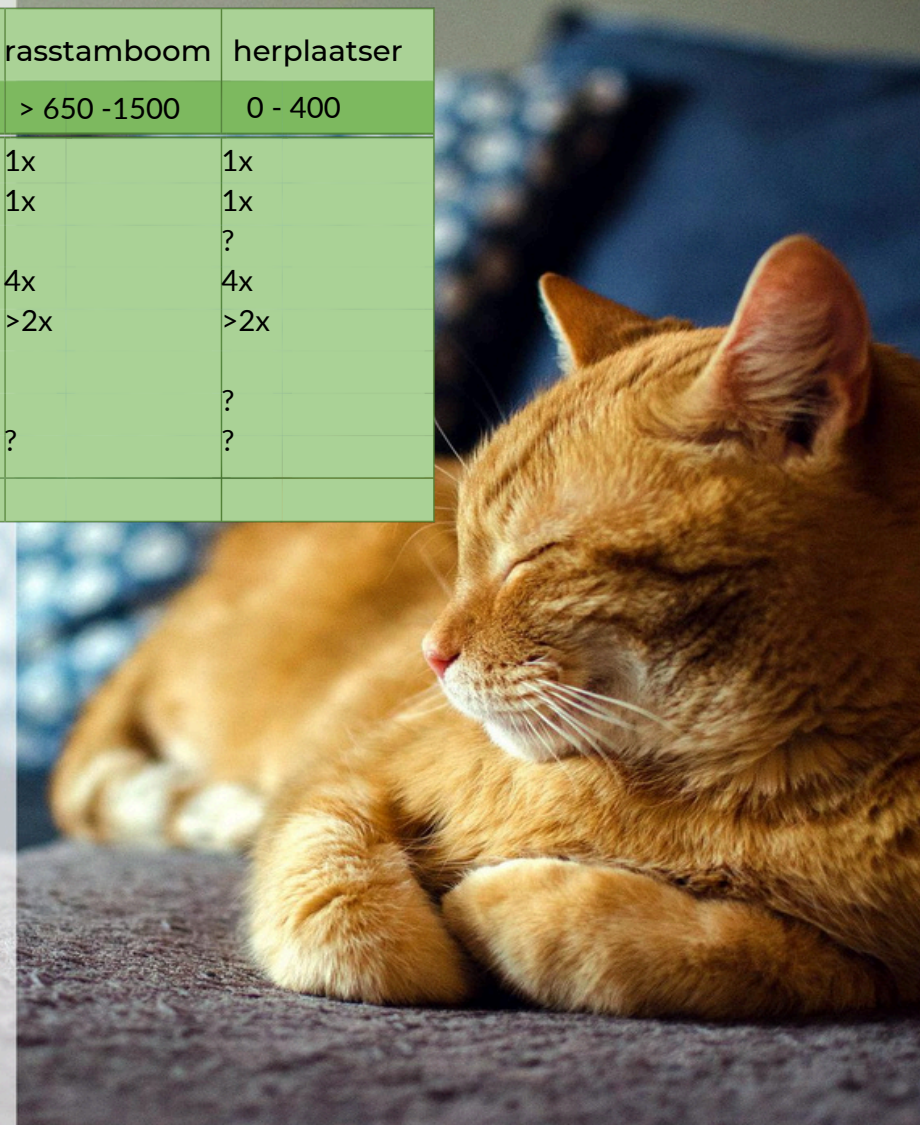 rasstamboom herplaatser
> 650 -1500 0 - 400
1x 1x
1x 1x
?
4x 4x
>2x >2x
?
? ?